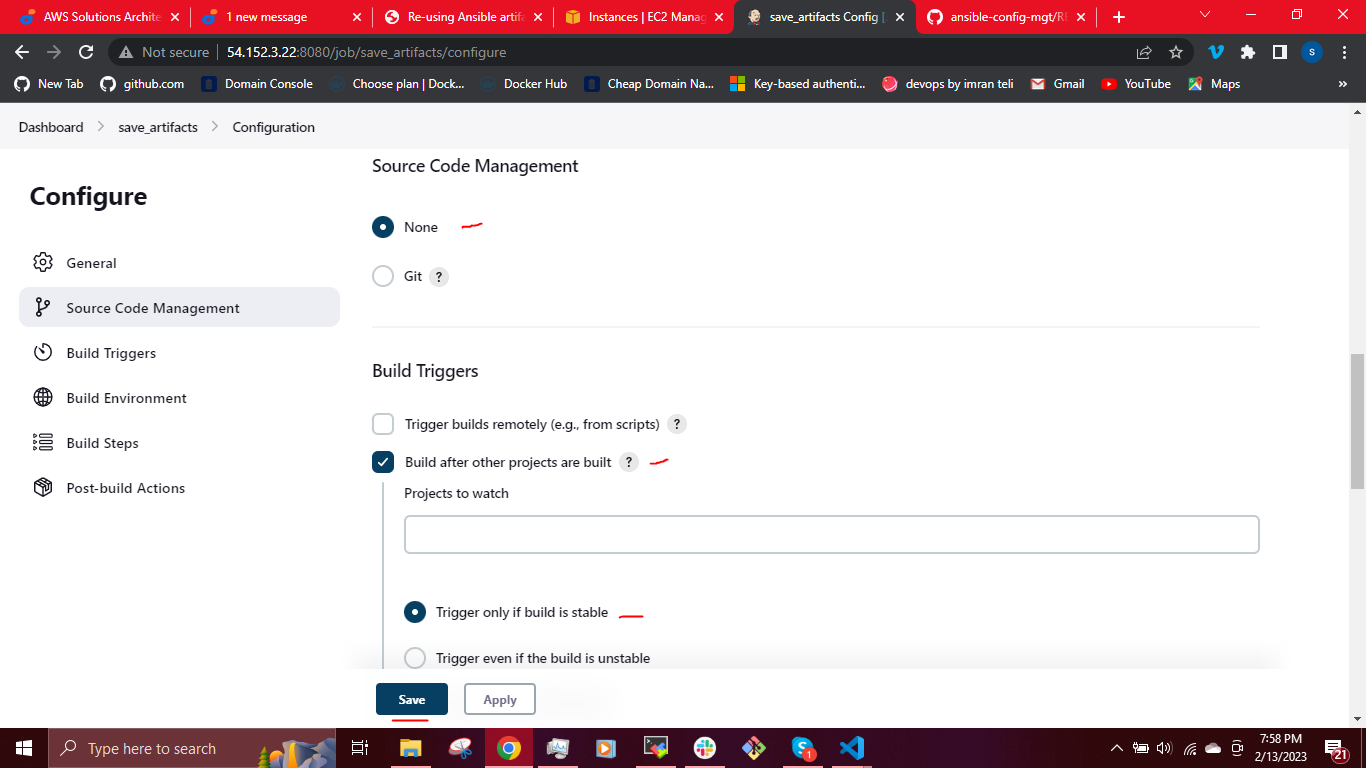 AWS Solutions Archite
1 new message
Re-using Ansible artifa
Instances | EC2 Manag
save_artifacts Config [
ansible-config-mgt/RE
Not secure
54.152.3.22:8080/job/save_artifacts/configure
S
New Tab
github.com
Domain Console
Choose plan | Dock...
Docker Hub
Cheap Domain Na...
Key-based authenti...
devops by imran teli
Gmail
YouTube
Maps
»
Dashboard
save_artifacts
Configuration
Configure
General
Source Code Management
Build Triggers
Build Environment
Build Steps
Post-build Actions
Source Code Management
None
Git ?
Build Triggers
Trigger builds remotely (e.g., from scripts) ?
Build after other projects are built ?
Projects to watch
Trigger only if build is stable
Trigger even if the build is unstable
Save
Apply
Type here to search
1
7:58 PM
2/13/2023
21